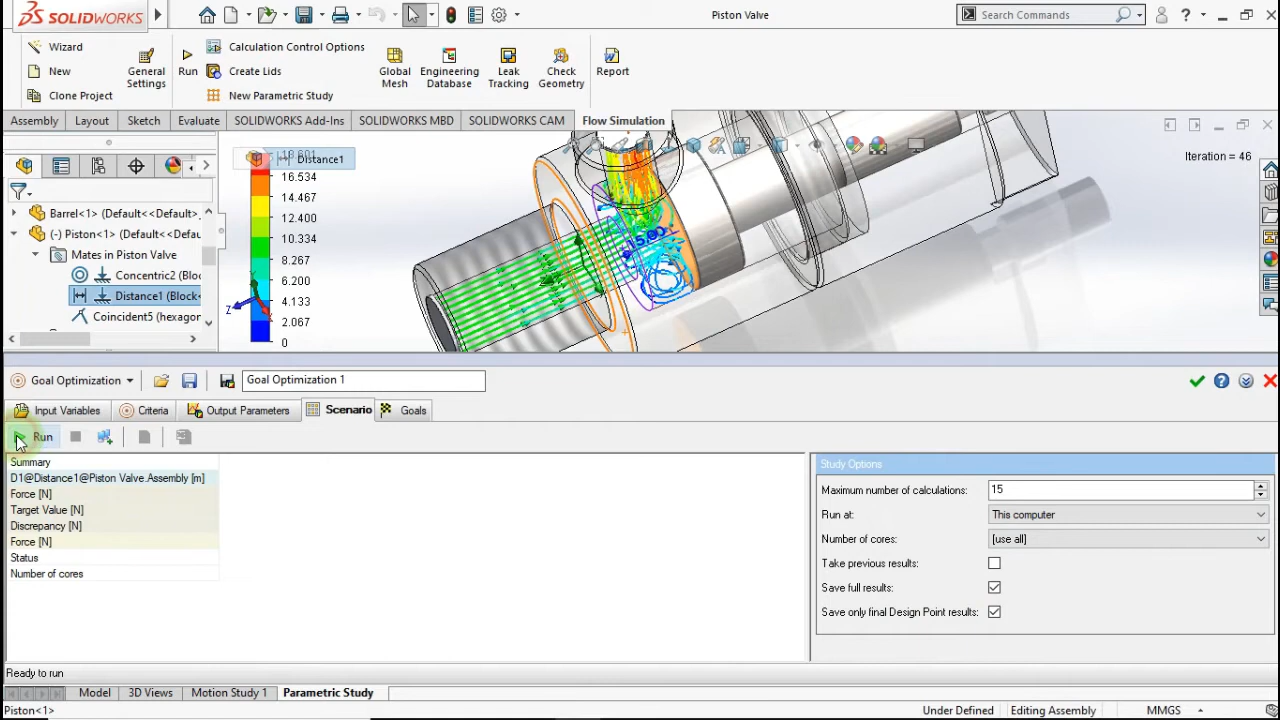 SOLIDWORKS
Piston Valve
Search Commands
?
Wizard
New
Clone Project
General Settings
Run
Calculation Control Options
Create Lids
New Parametric Study
Global Mesh
Engineering Database
Leak Tracking
Check Geometry
Report
Assembly
Layout
Sketch
Evaluate
SOLIDWORKS Add-Ins
SOLIDWORKS MBD
SOLIDWORKS CAM
Flow Simulation
Iteration = 46
Distance1
18.601
16.534
14.467
12.400
10.334
8.267
6.200
4.133
2.067
0
Z
Barrel<1> (Default<<Default>
(-) Piston<1> (Default<<Defau
Mates in Piston Valve
Concentric2 (Bloc
Distance1 (Block<
Coincident5 (hexagon
Goal Optimization
Goal Optimization 1
Input Variables
Criteria
Output Parameters
Scenario
Goals
Run
Summary
D1@Distance1@Piston Valve.Assembly [m]
Force [N]
Target Value [N]
Discrepancy [N]
Force [N]
Status
Number of cores
Study Options
Maximum number of calculations: 15
Run at: This computer
Number of cores: [use all]
Take previous results:
Save full results:
Save only final Design Point results:
Ready to run
Model
3D Views
Motion Study 1
Parametric Study
Piston<1>
Under Defined
Editing Assembly
MMGS